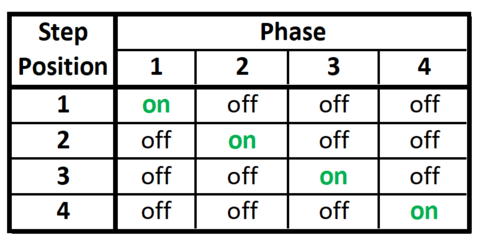 Step Position Phase
1 2 3 4
1 on off off off
2 off on off off
3 off off on off
4 off off off on